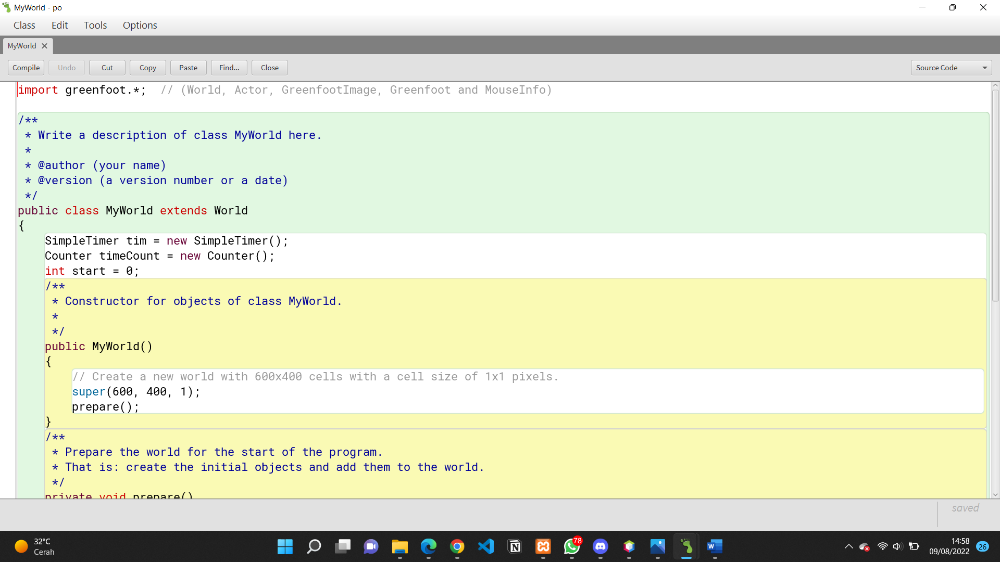 MyWorld - po
Class Edit Tools Options
MyWorld
Compile Undo Cut Copy Paste Find... Close Source Code
import greenfoot.*;  // (World, Actor, GreenfootImage, Greenfoot and MouseInfo)
/**
 * Write a description of class MyWorld here.
 *
 * @author (your name)
 * @version (a version number or a date)
 */
public class MyWorld extends World
{
    SimpleTimer tim = new SimpleTimer();
    Counter timeCount = new Counter();
    int start = 0;
    /**
     * Constructor for objects of class MyWorld.
     *
     */
    public MyWorld()
    {
        // Create a new world with 600x400 cells with a cell size of 1x1 pixels.
        super(600, 400, 1);
        prepare();
    }
    /**
     * Prepare the world for the start of the program.
     * That is: create the initial objects and add them to the world.
     */
    private void prepare()
saved
32°C
Cerah
78
14:58
09/08/2022
26